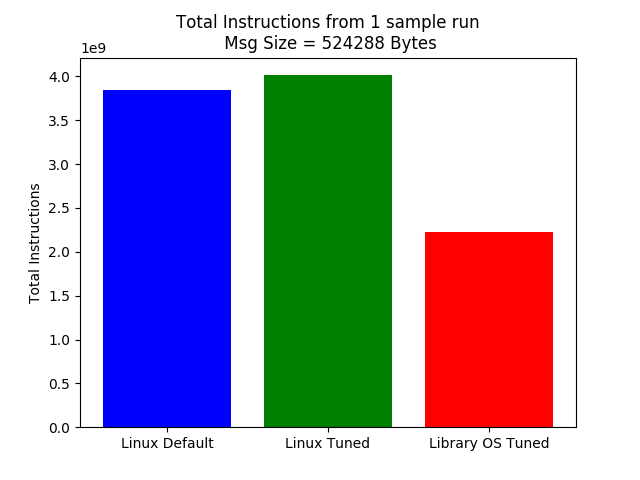 Total Instructions from 1 sample run
Msg Size = 524288 Bytes
1e9
4.0
3.5
3.0
2.5
2.0
1.5
1.0
0.5
0.0
Total Instructions
Linux Default
Linux Tuned
Library OS Tuned